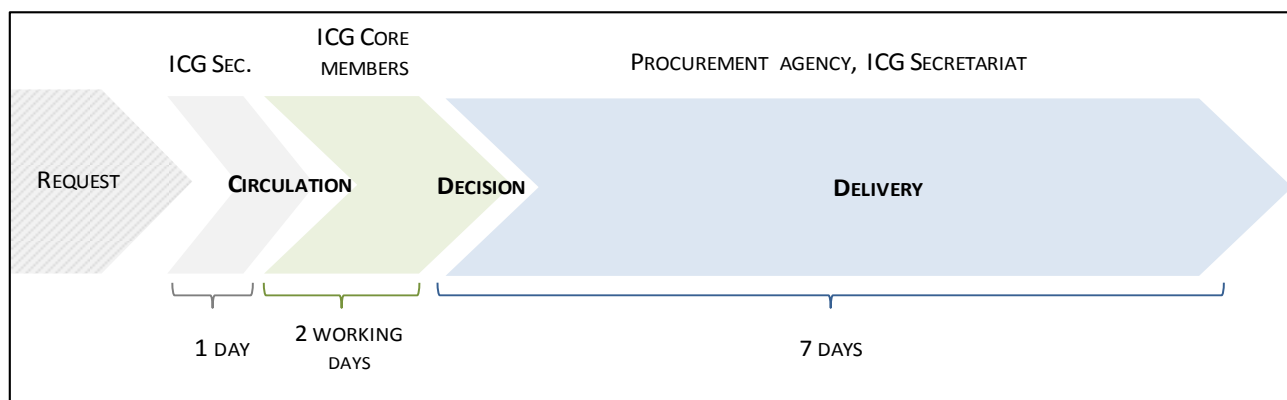 ICG SEC.
ICG CORE
MEMBERS
PROCUREMENT AGENCY, ICG SECRETARIAT
REQUEST
CIRCULATION
DECISION
DELIVERY
1 DAY
2 WORKING
DAYS
7 DAYS